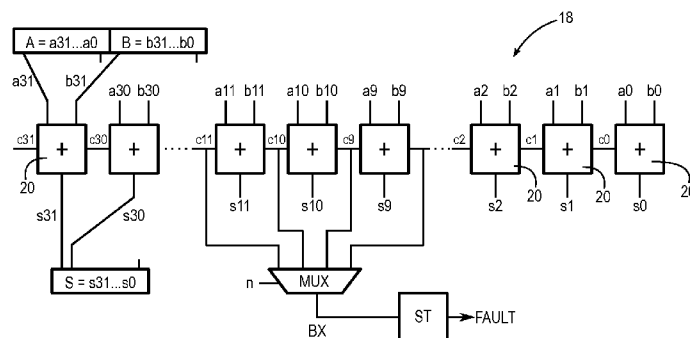 18
A = a31...a0 B = b31...b0
a31 b31
a30 b30 a11 b11 a10 b10 a9 b9 a2 b2 a1 b1 a0 b0
c31 + c30 + c11 + c10 + c9 + c2 + c1 + c0 +
20 20 20 20
s31 s30 s11 s10 s9 s2 s1 s0
S = s31...s0
n MUX
BX ST FAULT